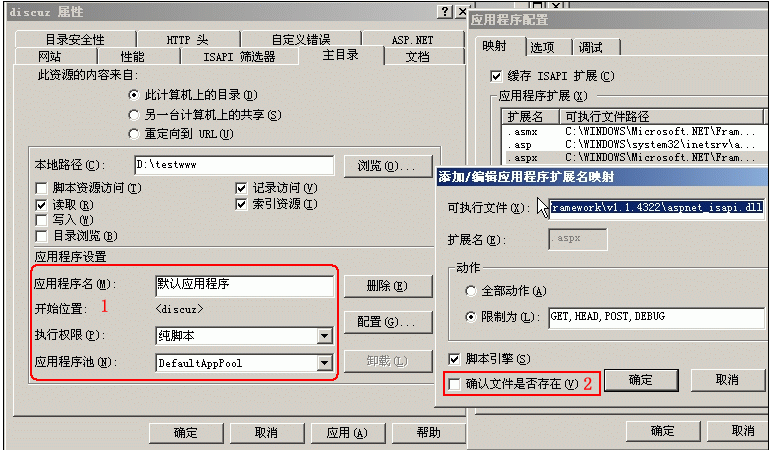 discuz 属性
目录安全性 HTTP 头 自定义错误 ASP.NET
网站 性能 ISAPI 筛选器 主目录 文档
此资源的内容来自:
此计算机上的目录(D)
另一台计算机上的共享(S)
重定向到 URL(U)
本地路径(C): D:\testwww 浏览(O)...
脚本资源访问(T) 记录访问(V)
读取(R) 索引资源(I)
写入(W)
目录浏览(B)
应用程序设置
应用程序名(M): 默认应用程序 删除(E)
开始位置: 1 <discuz>
配置(G)...
执行权限(P): 纯脚本
应用程序池(N): DefaultAppPool 卸载(L)
确定 取消 应用(A) 帮助
应用程序配置
映射 选项 调试
缓存 ISAPI 扩展(C)
应用程序扩展(X)
扩展名 可执行文件路径
.asmx C:\WINDOWS\Microsoft.NET\Fram...
.asp C:\WINDOWS\system32\inetsrv\a...
.aspx C:\WINDOWS\Microsoft.NET\Fram...
添加/编辑应用程序扩展名映射
可执行文件(X): ramework\v1.1.4322\aspnet_isapi.dll
扩展名(E): .aspx
动作
全部动作(A)
限制为(L): GET,HEAD,POST,DEBUG
脚本引擎(S)
确认文件是否存在(V) 2 确定 取消
确定 取消